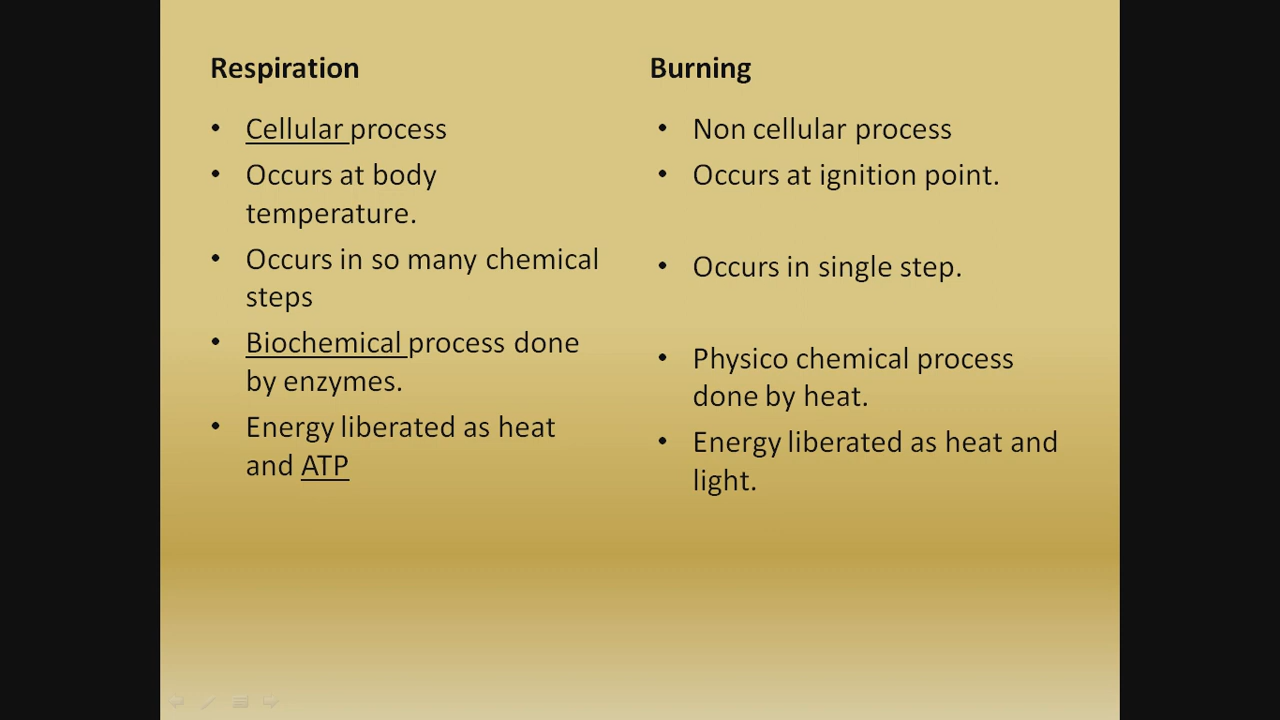 Respiration
• Cellular process
• Occurs at body
temperature.
• Occurs in so many chemical
steps
• Biochemical process done
by enzymes.
• Energy liberated as heat
and ATP
Burning
• Non cellular process
• Occurs at ignition point.
• Occurs in single step.
• Physico chemical process
done by heat.
• Energy liberated as heat and
light.